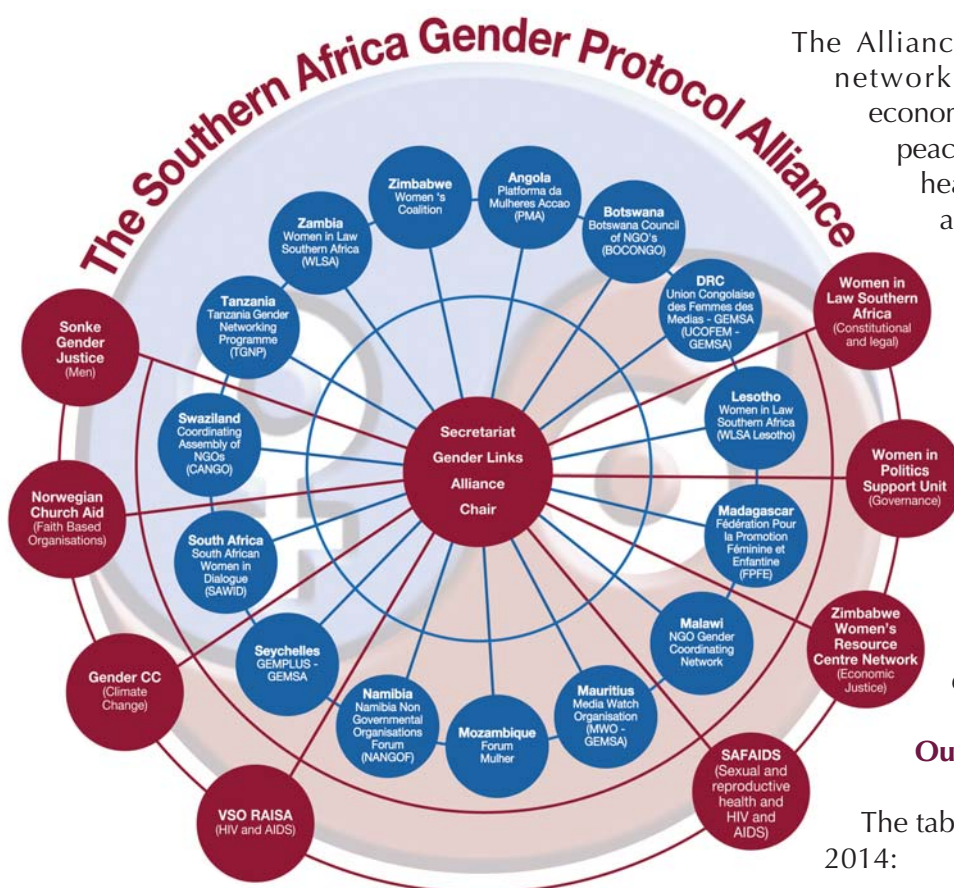 The Southern Africa Gender Protocol Alliance
Zimbabwe
Women 's
Coalition
Angola
Platforma da
Mulheres Accao
(PMA)
Botswana
Botswana Council
of NGO's
(BOCONGO)
DRC
Union Congolaise
des Femmes des
Medias - GEMSA
(UCOFEM -
GEMSA)
Lesotho
Women in Law
Southern Africa
(WLSA Lesotho)
Madagascar
Fédération Pour
la Promotion
Féminine et
Enfantine
(FPFE)
Malawi
NGO Gender
Coordinating
Network
Mauritius
Media Watch
Organisation
(MWO -
GEMSA)
Mozambique
Forum
Mulher
Namibia
Namibia Non
Governmental
Organisations
Forum
(NANGOF)
Seychelles
GEMPLUS -
GEMSA
South Africa
South African
Women in
Dialogue
(SAWID)
Swaziland
Coordinating
Assembly of
NGOs
(CANGO)
Tanzania
Tanzania Gender
Networking
Programme
(TGNP)
Zambia
Women in Law
Southern Africa
(WLSA)
Secretariat
Gender Links
Alliance
Chair
Women in
Law Southern
Africa
(Constitutional
and legal)
Women in
Politics
Support Unit
(Governance)
Zimbabwe
Women's
Resource
Centre Network
(Economic
Justice)
SAFAIDS
(Sexual and
reproductive
health and
HIV and
AIDS)
VSO RAISA
(HIV and AIDS)
Gender CC
(Climate
Change)
Norwegian
Church Aid
(Faith Based
Organisations)
Sonke
Gender
Justice
(Men)
The Allianc
network
econom
peac
hea
a
Ou
The tab
2014: